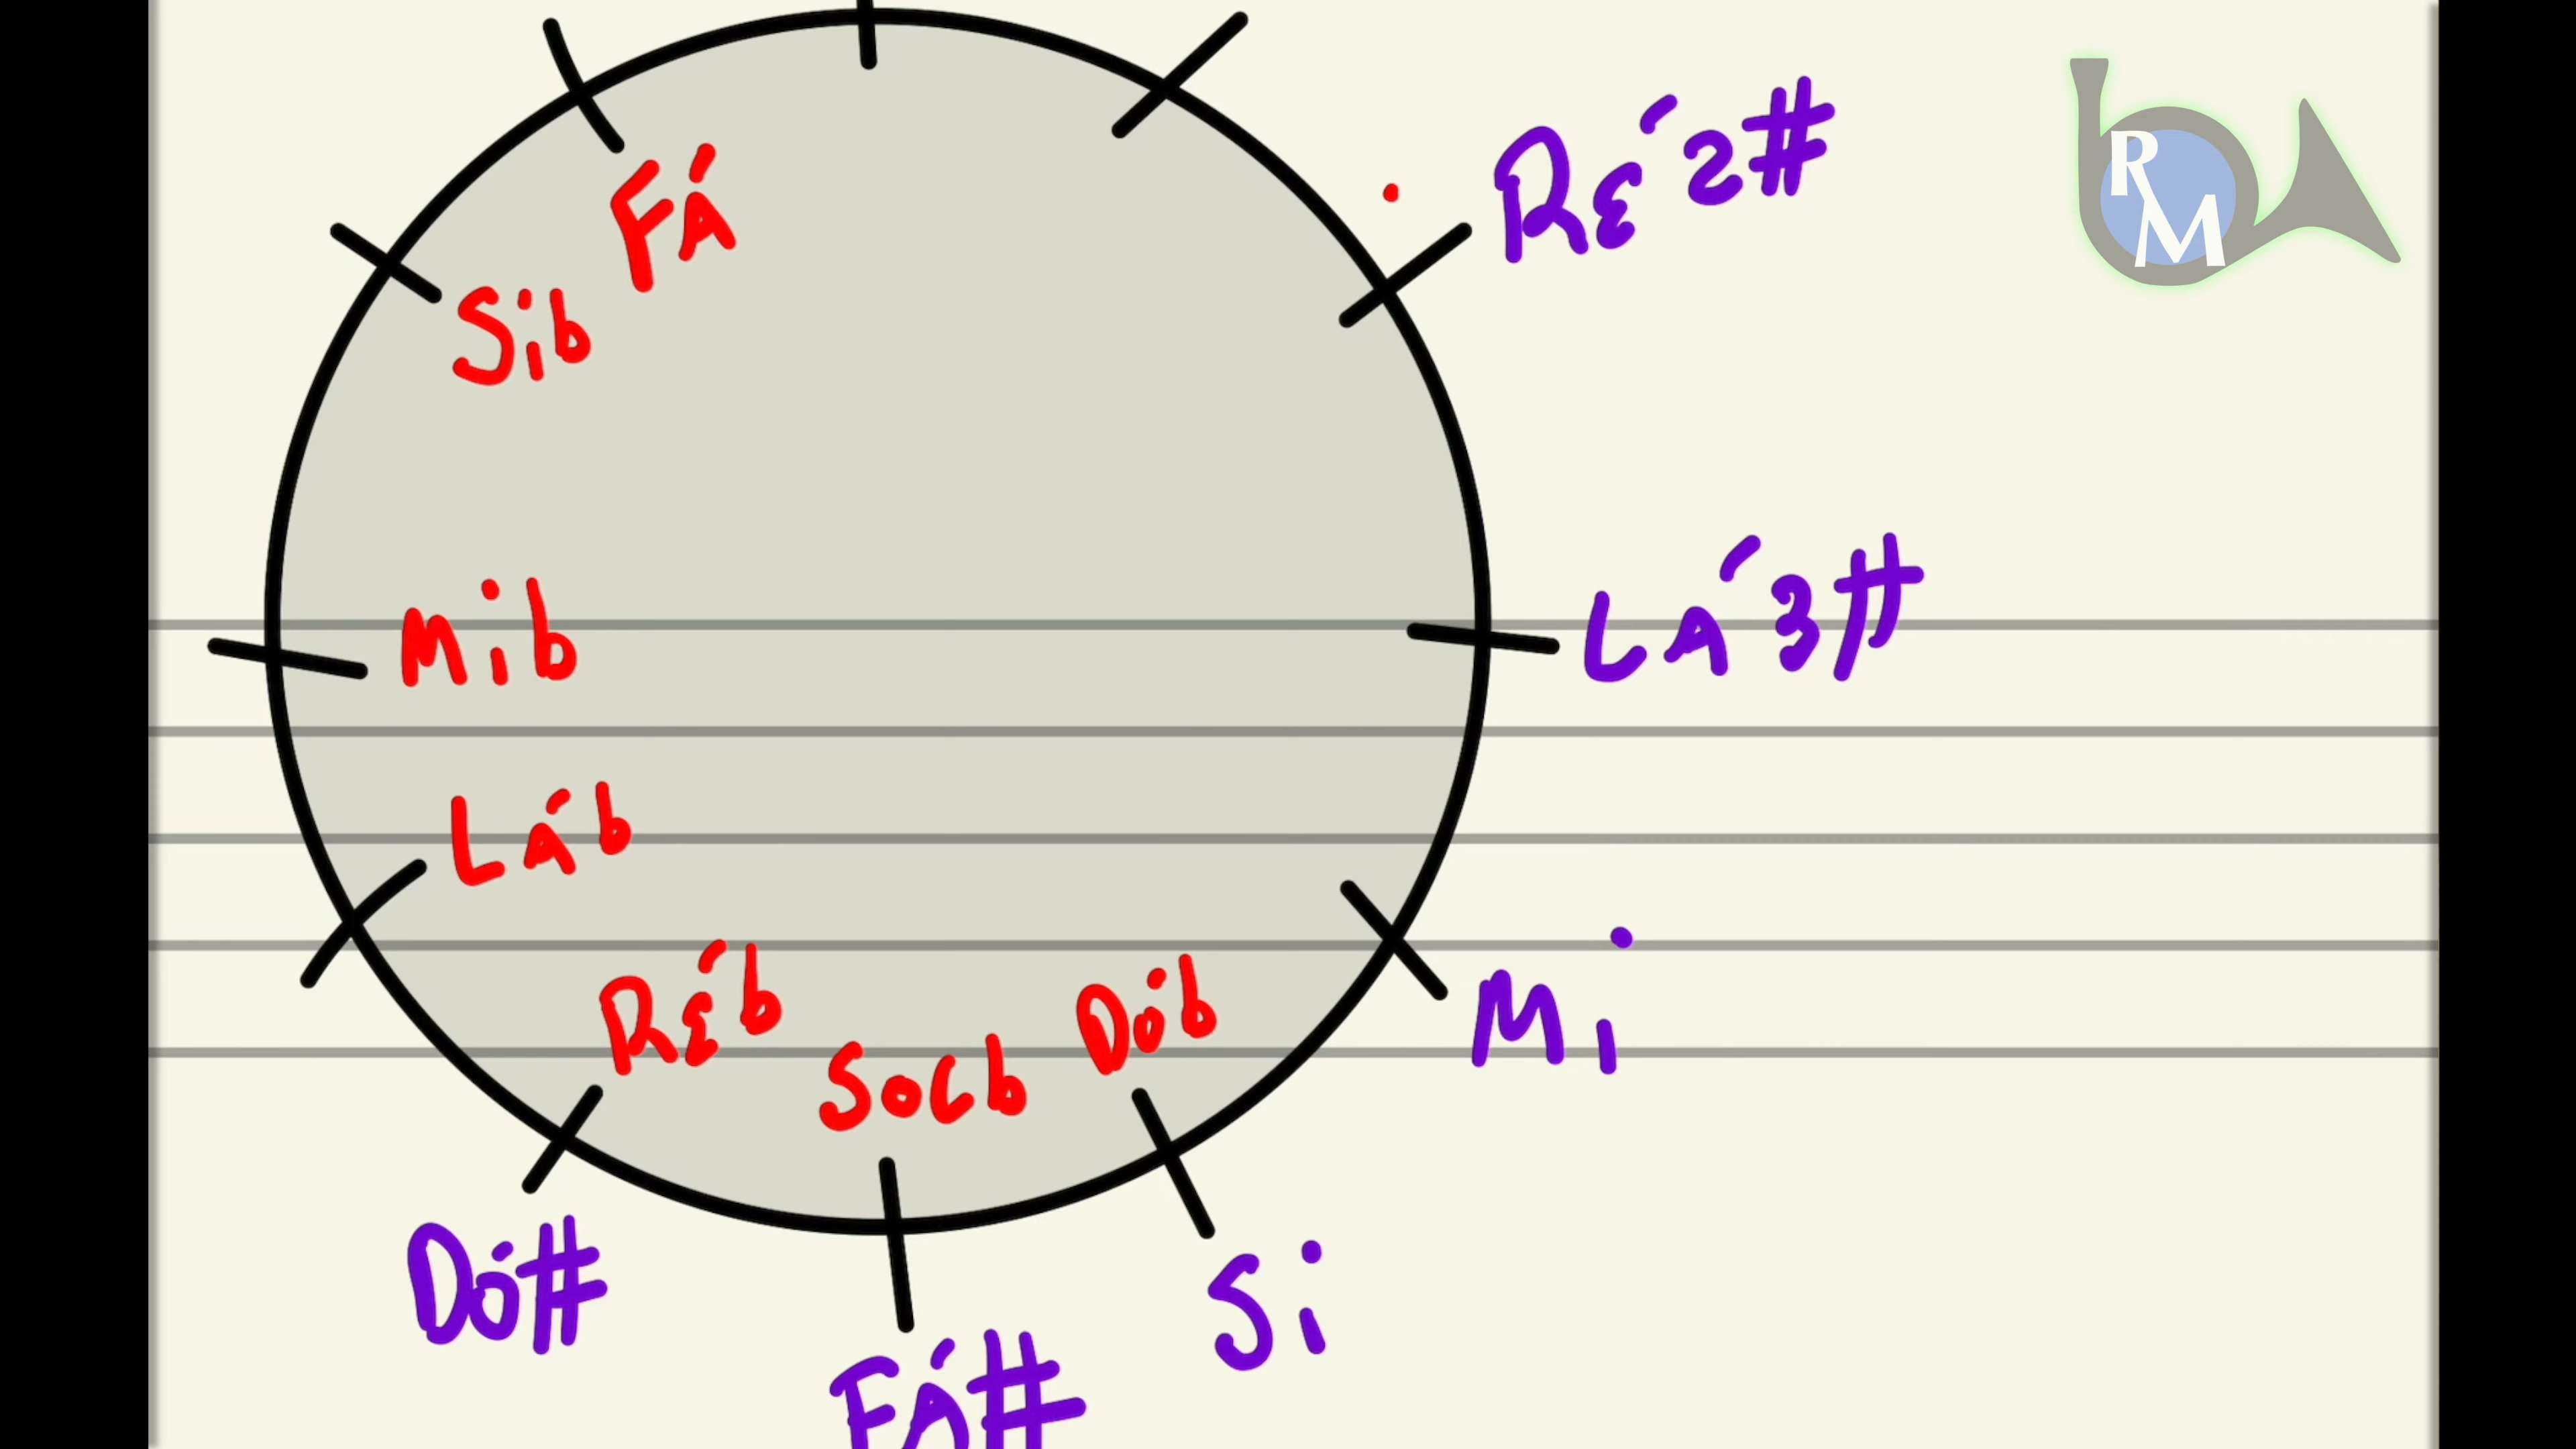 RÉ 2#
RM
FÁ
Sib
Mib
LÁ 3#
LÁb
RÉb
Solb
DÓb
Mi
DÓ#
Si
FÁ#